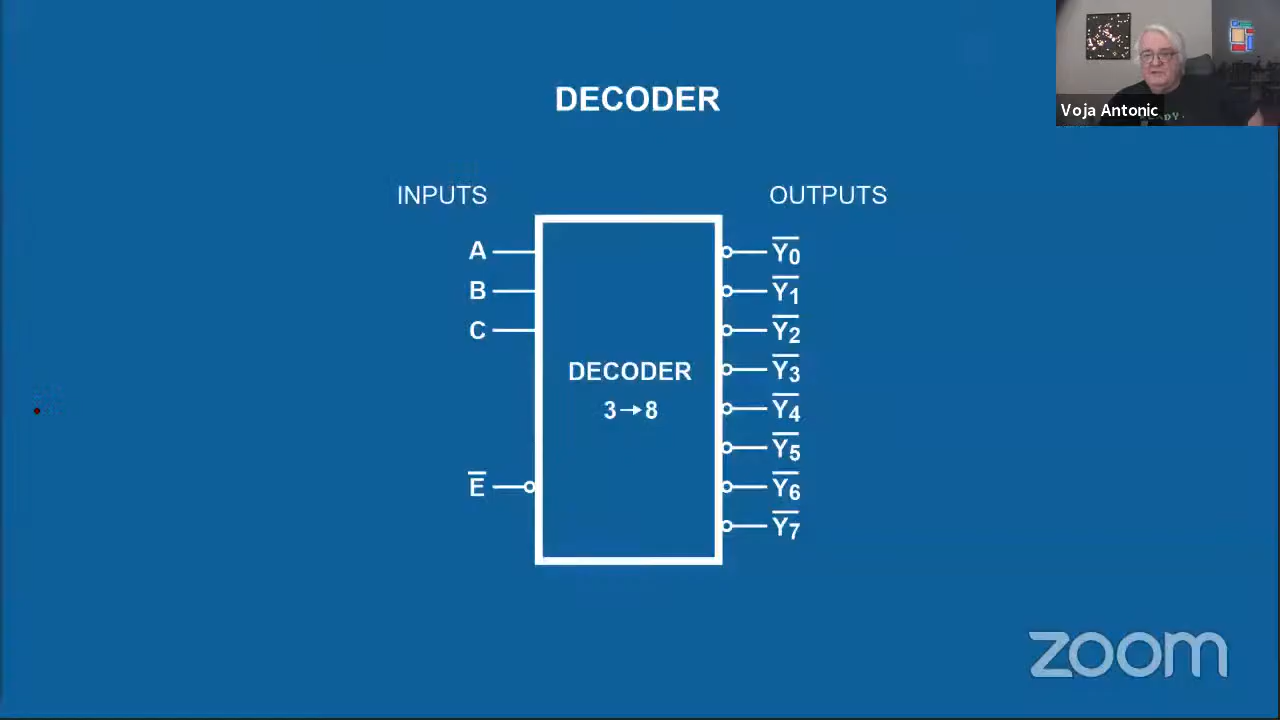 DECODER
INPUTS
OUTPUTS
A
B
C
E̅
DECODER
3→8
Y̅0
Y̅1
Y̅2
Y̅3
Y̅4
Y̅5
Y̅6
Y̅7
Voja Antonic
zoom